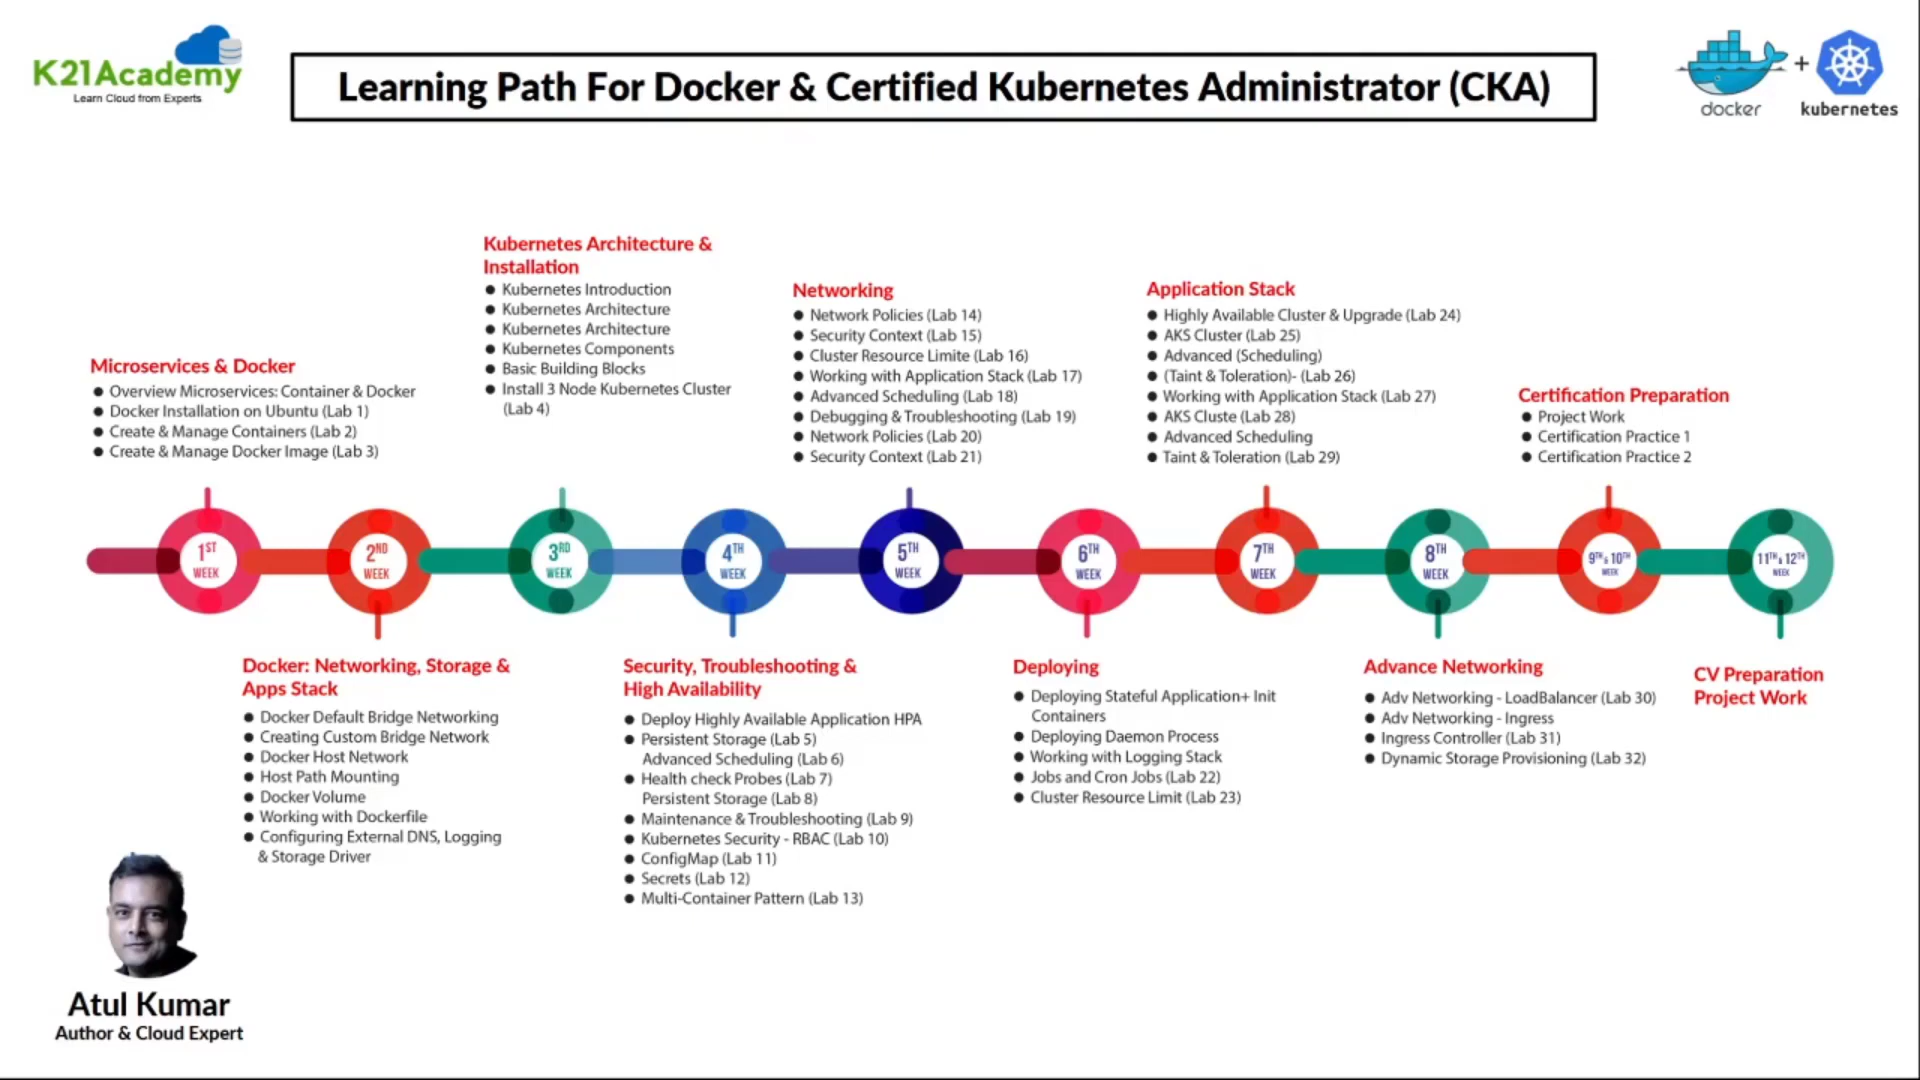 K21Academy
Learn Cloud from Experts
Learning Path For Docker & Certified Kubernetes Administrator (CKA)
docker
+
kubernetes
Microservices & Docker
Overview Microservices: Container & Docker
Docker Installation on Ubuntu (Lab 1)
Create & Manage Containers (Lab 2)
Create & Manage Docker Image (Lab 3)
Kubernetes Architecture &
Installation
Kubernetes Introduction
Kubernetes Architecture
Kubernetes Architecture
Kubernetes Components
Basic Building Blocks
Install 3 Node Kubernetes Cluster
(Lab 4)
Networking
Network Policies (Lab 14)
Security Context (Lab 15)
Cluster Resource Limite (Lab 16)
Working with Application Stack (Lab 17)
Advanced Scheduling (Lab 18)
Debugging & Troubleshooting (Lab 19)
Network Policies (Lab 20)
Security Context (Lab 21)
Application Stack
Highly Available Cluster & Upgrade (Lab 24)
AKS Cluster (Lab 25)
Advanced (Scheduling)
(Taint & Toleration)- (Lab 26)
Working with Application Stack (Lab 27)
AKS Cluste (Lab 28)
Advanced Scheduling
Taint & Toleration (Lab 29)
Certification Preparation
Project Work
Certification Practice 1
Certification Practice 2
1ST
WEEK
2ND
WEEK
3RD
WEEK
4TH
WEEK
5TH
WEEK
6TH
WEEK
7TH
WEEK
8TH
WEEK
9TH & 10TH
WEEK
11TH & 12TH
WEEK
Docker: Networking, Storage &
Apps Stack
Docker Default Bridge Networking
Creating Custom Bridge Network
Docker Host Network
Host Path Mounting
Docker Volume
Working with Dockerfile
Configuring External DNS, Logging
& Storage Driver
Security, Troubleshooting &
High Availability
Deploy Highly Available Application HPA
Persistent Storage (Lab 5)
Advanced Scheduling (Lab 6)
Health check Probes (Lab 7)
Persistent Storage (Lab 8)
Maintenance & Troubleshooting (Lab 9)
Kubernetes Security - RBAC (Lab 10)
ConfigMap (Lab 11)
Secrets (Lab 12)
Multi-Container Pattern (Lab 13)
Deploying
Deploying Stateful Application+ Init
Containers
Deploying Daemon Process
Working with Logging Stack
Jobs and Cron Jobs (Lab 22)
Cluster Resource Limit (Lab 23)
Advance Networking
Adv Networking - LoadBalancer (Lab 30)
Adv Networking - Ingress
Ingress Controller (Lab 31)
Dynamic Storage Provisioning (Lab 32)
CV Preparation
Project Work
Atul Kumar
Author & Cloud Expert